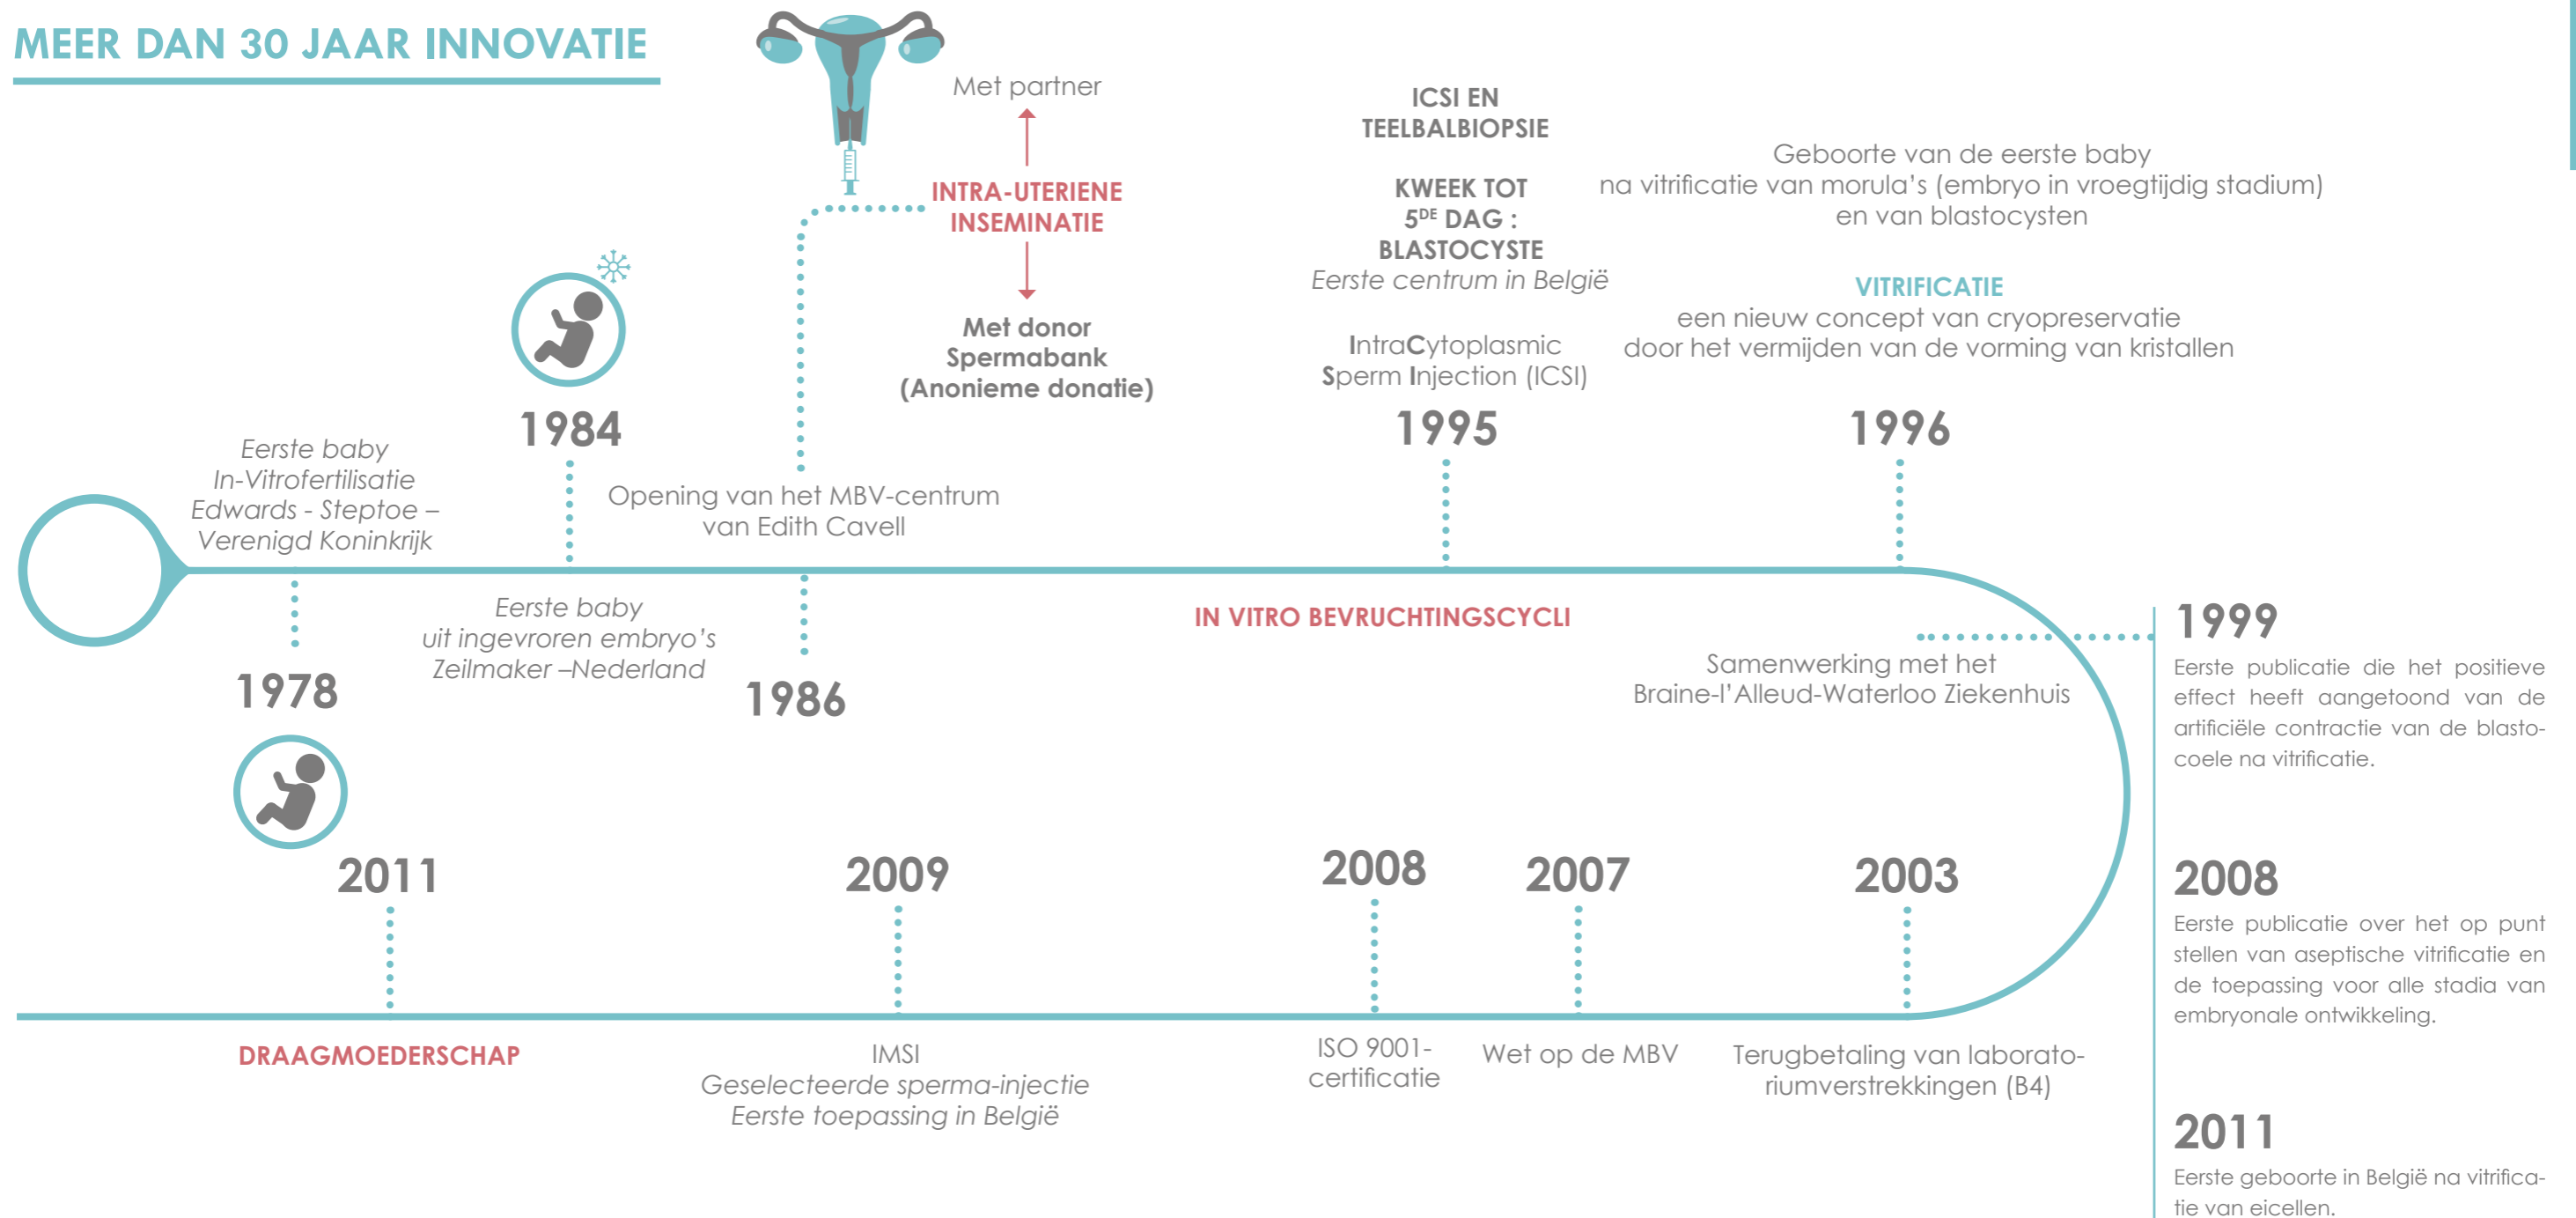 MEER DAN 30 JAAR INNOVATIE
Met partner
INTRA-UTERIENE
INSEMINATIE
Met donor
Spermabank
(Anonieme donatie)
ICSI EN
TEELBALBIOPSIE
KWEEK TOT
5DE DAG :
BLASTOCYSTE
Eerste centrum in België
IntraCytoplasmic
Sperm Injection (ICSI)
1995
Geboorte van de eerste baby
na vitrificatie van morula's (embryo in vroegtijdig stadium)
en van blastocysten
VITRIFICATIE
een nieuw concept van cryopreservatie
door het vermijden van de vorming van kristallen
1996
1984
Eerste baby
In-Vitrofertilisatie
Edwards - Steptoe –
Verenigd Koninkrijk
Opening van het MBV-centrum
van Edith Cavell
Eerste baby
uit ingevroren embryo's
Zeilmaker –Nederland
1978
1986
IN VITRO BEVRUCHTINGSCYCLI
Samenwerking met het
Braine-l'Alleud-Waterloo Ziekenhuis
1999
Eerste publicatie die het positieve
effect heeft aangetoond van de
artificiële contractie van de blasto-
coele na vitrificatie.
2008
Eerste publicatie over het op punt
stellen van aseptische vitrificatie en
de toepassing voor alle stadia van
embryonale ontwikkeling.
2011
Eerste geboorte in België na vitrifica-
tie van eicellen.
2011
2009
2008
2007
2003
DRAAGMOEDERSCHAP
IMSI
Geselecteerde sperma-injectie
Eerste toepassing in België
ISO 9001-
certificatie
Wet op de MBV
Terugbetaling van laborato-
riumverstrekkingen (B4)